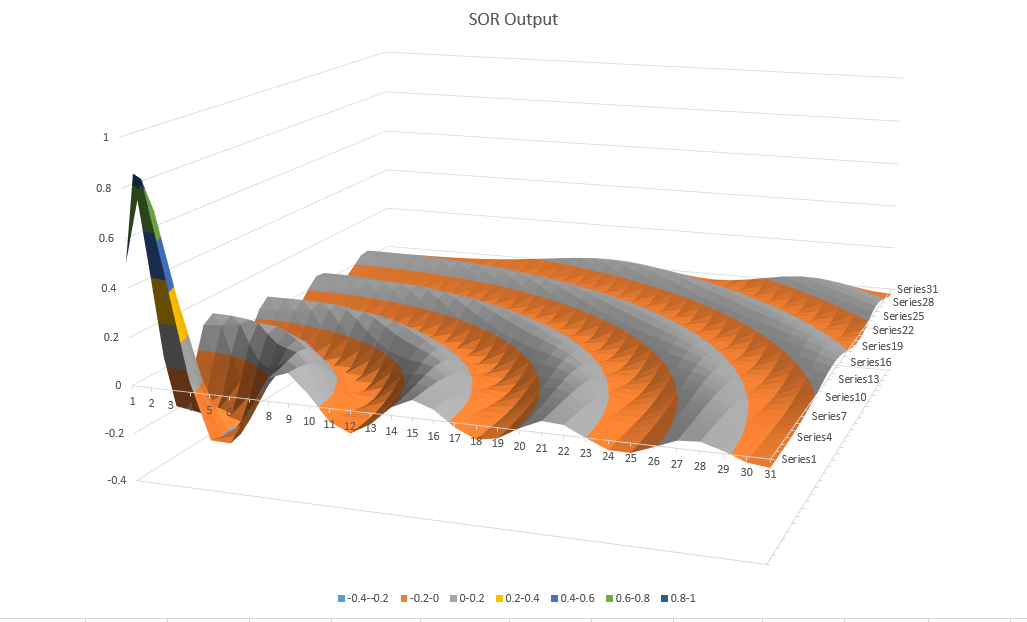 SOR Output
1
0.8
0.6
0.4
0.2
0
-0.2
-0.4
1 2 3 4 5 6 7 8 9 10 11 12 13 14 15 16 17 18 19 20 21 22 23 24 25 26 27 28 29 30 31
Series31
Series28
Series25
Series22
Series19
Series16
Series13
Series10
Series7
Series4
Series1
-0.4--0.2 -0.2-0 0-0.2 0.2-0.4 0.4-0.6 0.6-0.8 0.8-1